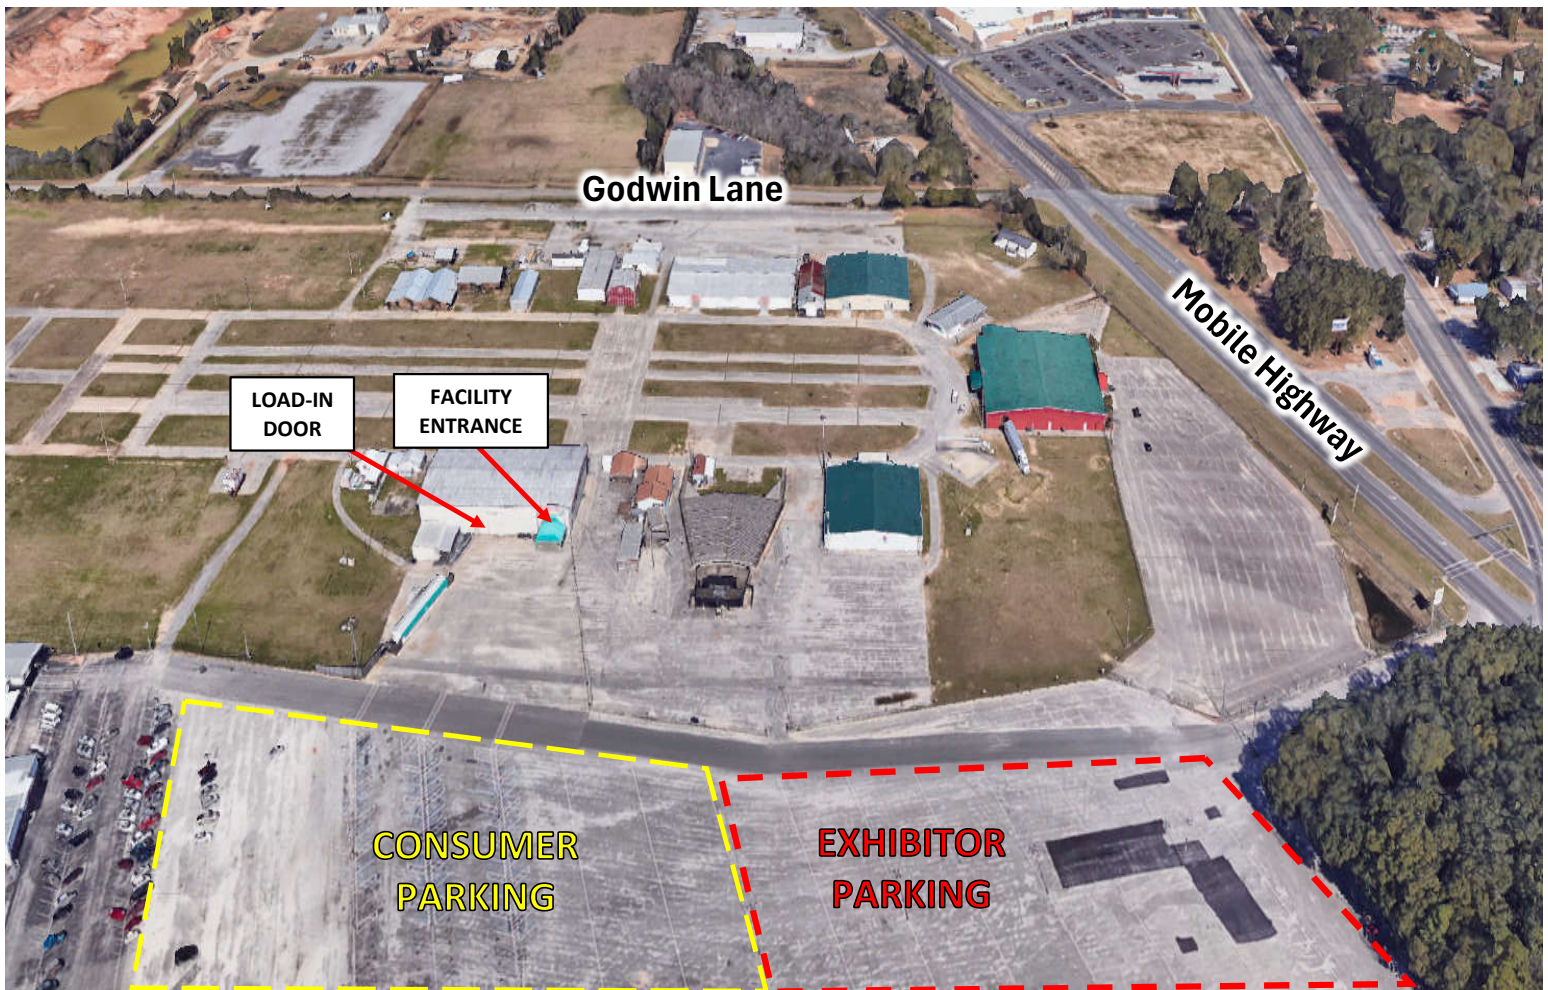 Godwin Lane
Mobile Highway
LOAD-IN
DOOR
FACILITY
ENTRANCE
CONSUMER
PARKING
EXHIBITOR
PARKING